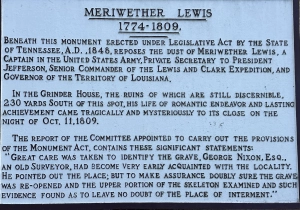 MERIWETHER LEWIS
1774-1809.
BENEATH THIS MONUMENT ERECTED UNDER LEGISLATIVE ACT BY THE STATE
OF TENNESSEE, A.D., 1848, REPOSES THE DUST OF MERIWETHER LEWIS, A
CAPTAIN IN THE UNITED STATES ARMY, PRIVATE SECRETARY TO PRESIDENT
JEFFERSON, SENIOR COMMANDER OF THE LEWIS AND CLARK EXPEDITION, AND
GOVERNOR OF THE TERRITORY OF LOUISIANA.
IN THE GRINDER HOUSE, THE RUINS OF WHICH ARE STILL DISCERNIBLE,
230 YARDS SOUTH OF THIS SPOT, HIS LIFE OF ROMANTIC ENDEAVOR AND LASTING
ACHIEVEMENT CAME TRAGICALLY AND MYSTERIOUSLY TO ITS CLOSE ON THE
NIGHT OF OCT. 11, 1809.
THE REPORT OF THE COMMITTEE APPOINTED TO CARRY OUT THE PROVISIONS
OF THE MONUMENT ACT, CONTAINS THESE SIGNIFICANT STATEMENTS:
"GREAT CARE WAS TAKEN TO IDENTIFY THE GRAVE. GEORGE NIXON, ESQ.,
AN OLD SURVEYOR, HAD BECOME VERY EARLY ACQUAINTED WITH THE LOCALITY.
HE POINTED OUT THE PLACE; BUT TO MAKE ASSURANCE DOUBLY SURE THE GRAVE
WAS RE-OPENED AND THE UPPER PORTION OF THE SKELETON EXAMINED AND SUCH
EVIDENCE FOUND AS TO LEAVE NO DOUBT OF THE PLACE OF INTERMENT."